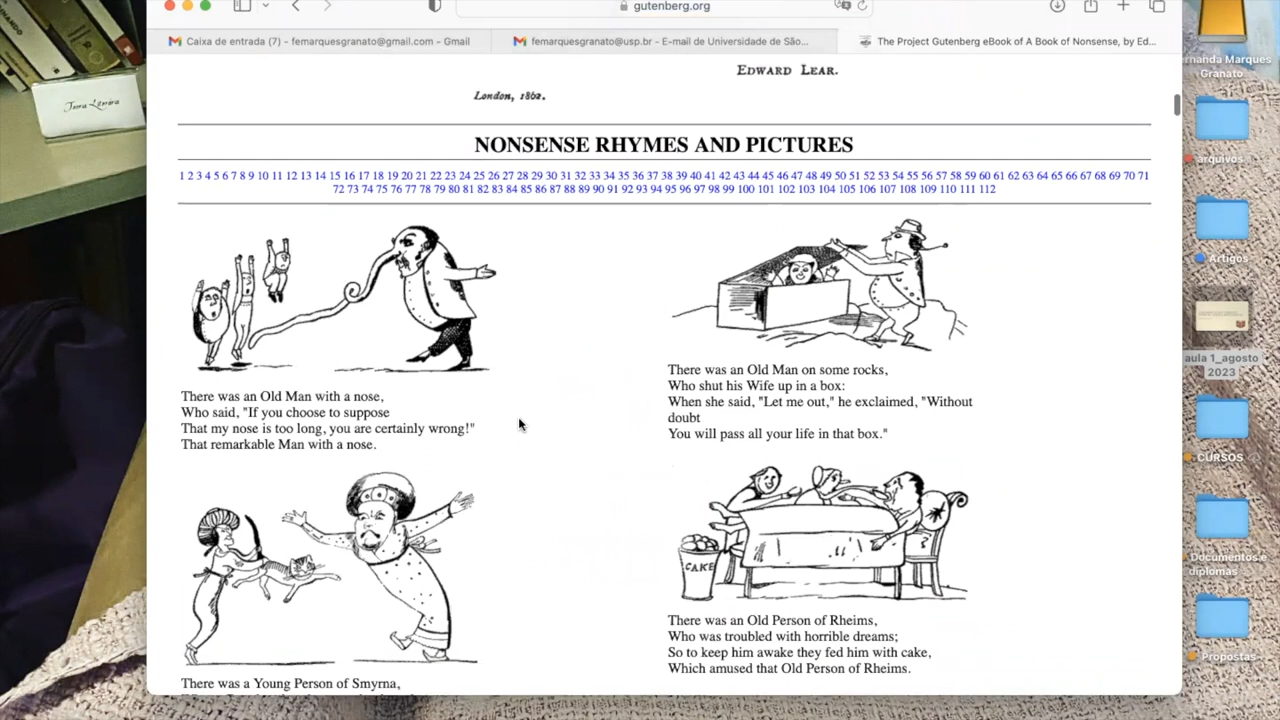 gutenberg.org
Caixa de entrada (7) - femarquesgranato@gmail.com - Gmail
femarquesgranato@usp.br - E-mail de Universidade de São...
The Project Gutenberg eBook of A Book of Nonsense, by Ed...
EDWARD LEAR.
London, 1862.
NONSENSE RHYMES AND PICTURES
1 2 3 4 5 6 7 8 9 10 11 12 13 14 15 16 17 18 19 20 21 22 23 24 25 26 27 28 29 30 31 32 33 34 35 36 37 38 39 40 41 42 43 44 45 46 47 48 49 50 51 52 53 54 55 56 57 58 59 60 61 62 63 64 65 66 67 68 69 70 71
72 73 74 75 76 77 78 79 80 81 82 83 84 85 86 87 88 89 90 91 92 93 94 95 96 97 98 99 100 101 102 103 104 105 106 107 108 109 110 111 112
There was an Old Man with a nose,
Who said, "If you choose to suppose
That my nose is too long, you are certainly wrong!"
That remarkable Man with a nose.
There was an Old Man on some rocks,
Who shut his Wife up in a box:
When she said, "Let me out," he exclaimed, "Without
doubt
You will pass all your life in that box."
CAKE
There was an Old Person of Rheims,
Who was troubled with horrible dreams;
So to keep him awake they fed him with cake,
Which amused that Old Person of Rheims.
There was a Young Person of Smyrna,
rnanda Marques
Granato
arquivos
Artigos
aula 1_agosto
2023
CURSOS
Documentos e
diplomas
Propostas